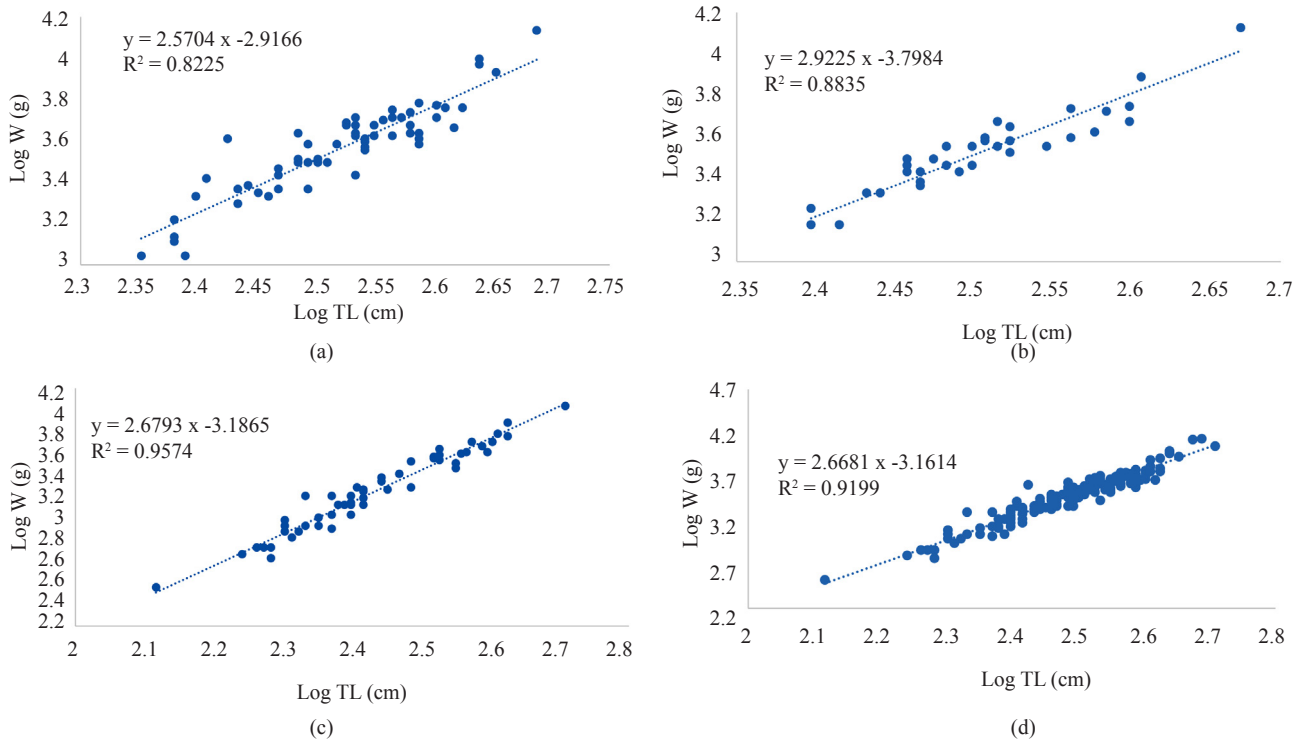 y = 2.5704 x -2.9166
R² = 0.8225
Log W (g)
4.2
4
3.8
3.6
3.4
3.2
3
2.3 2.35 2.4 2.45 2.5 2.55 2.6 2.65 2.7 2.75
Log TL (cm)
(a)
y = 2.9225 x -3.7984
R² = 0.8835
Log W (g)
4.2
4
3.8
3.6
3.4
3.2
3
2.35 2.4 2.45 2.5 2.55 2.6 2.65 2.7
Log TL (cm)
(b)
y = 2.6793 x -3.1865
R² = 0.9574
Log W (g)
4.2
4
3.8
3.6
3.4
3.2
3
2.8
2.6
2.4
2.2
2 2.1 2.2 2.3 2.4 2.5 2.6 2.7 2.8
Log TL (cm)
(c)
y = 2.6681 x -3.1614
R² = 0.9199
Log W (g)
4.7
4.2
3.7
3.2
2.7
2.2
2 2.1 2.2 2.3 2.4 2.5 2.6 2.7 2.8
Log TL (cm)
(d)